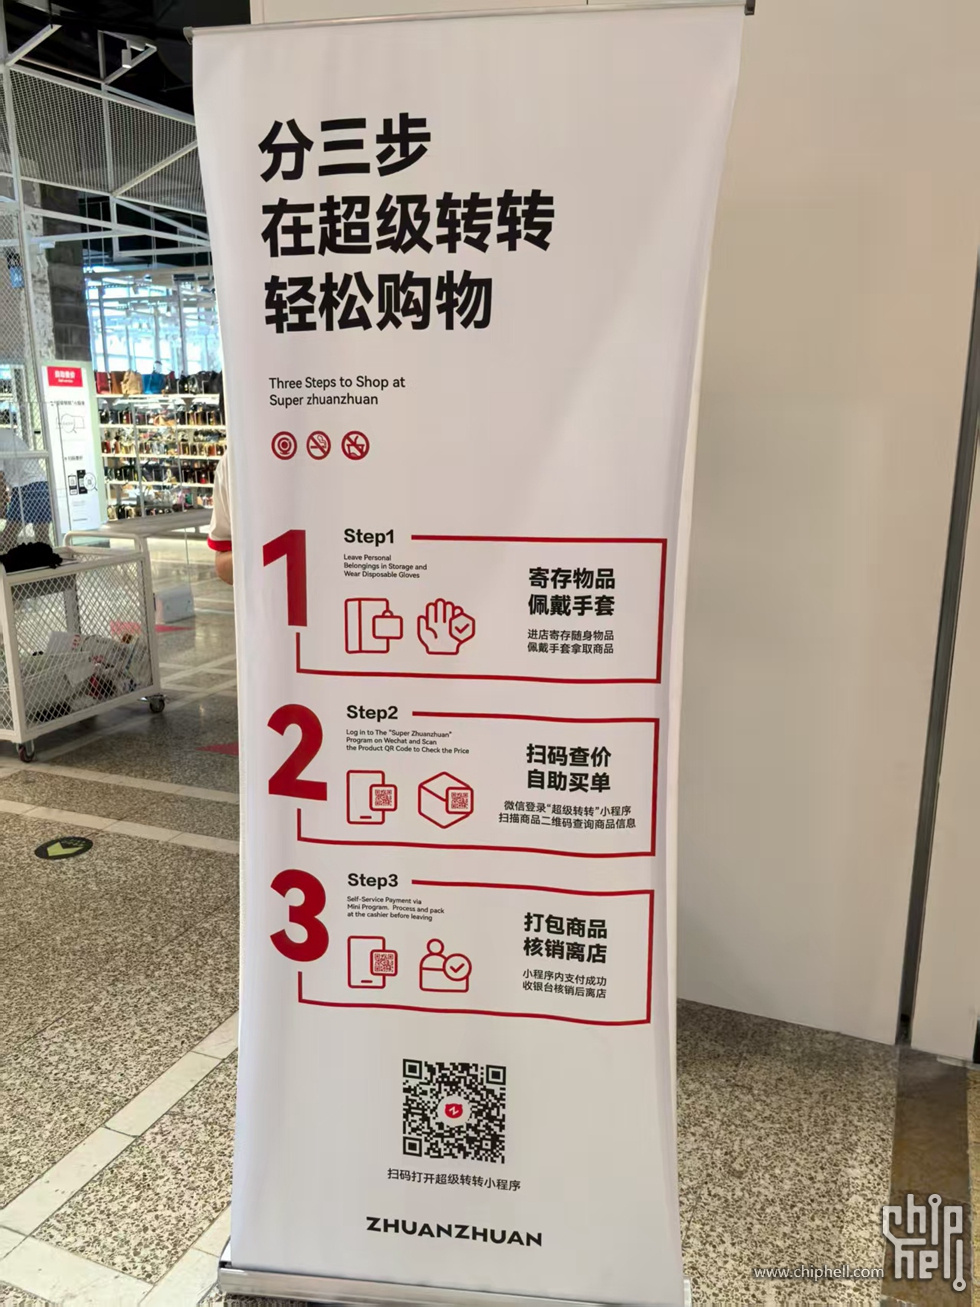 分三步
在超级转转
轻松购物
Three Steps to Shop at
Super zhuanzhuan
1
Step1
Leave Personal
Belongings in Storage and
Wear Disposable Gloves
寄存物品
佩戴手套
进店寄存随身物品
佩戴手套拿取商品
2
Step2
Log in to The "Super Zhuanzhuan"
Program on Wechat and Scan
the Product QR Code to Check the Price
扫码查价
自助买单
微信登录"超级转转"小程序
扫描商品二维码查询商品信息
3
Step3
Self-Service Payment via
Mini Program. Process and pack
at the cashier before leaving
打包商品
核销离店
小程序内支付成功
收银台核销后离店
扫码打开超级转转小程序
ZHUANZHUAN
chip
hell
www.chiphell.com